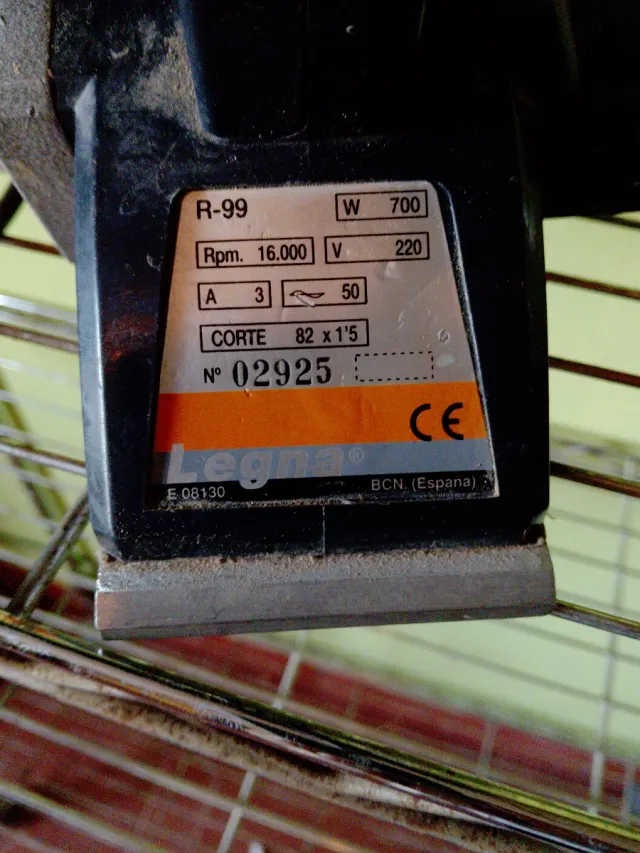 R-99 W 700
Rpm. 16.000 V 220
A 3 50
CORTE 82 x 1'5
Nº 02925
CE
Legna®
E 08130 BCN. (Espana)